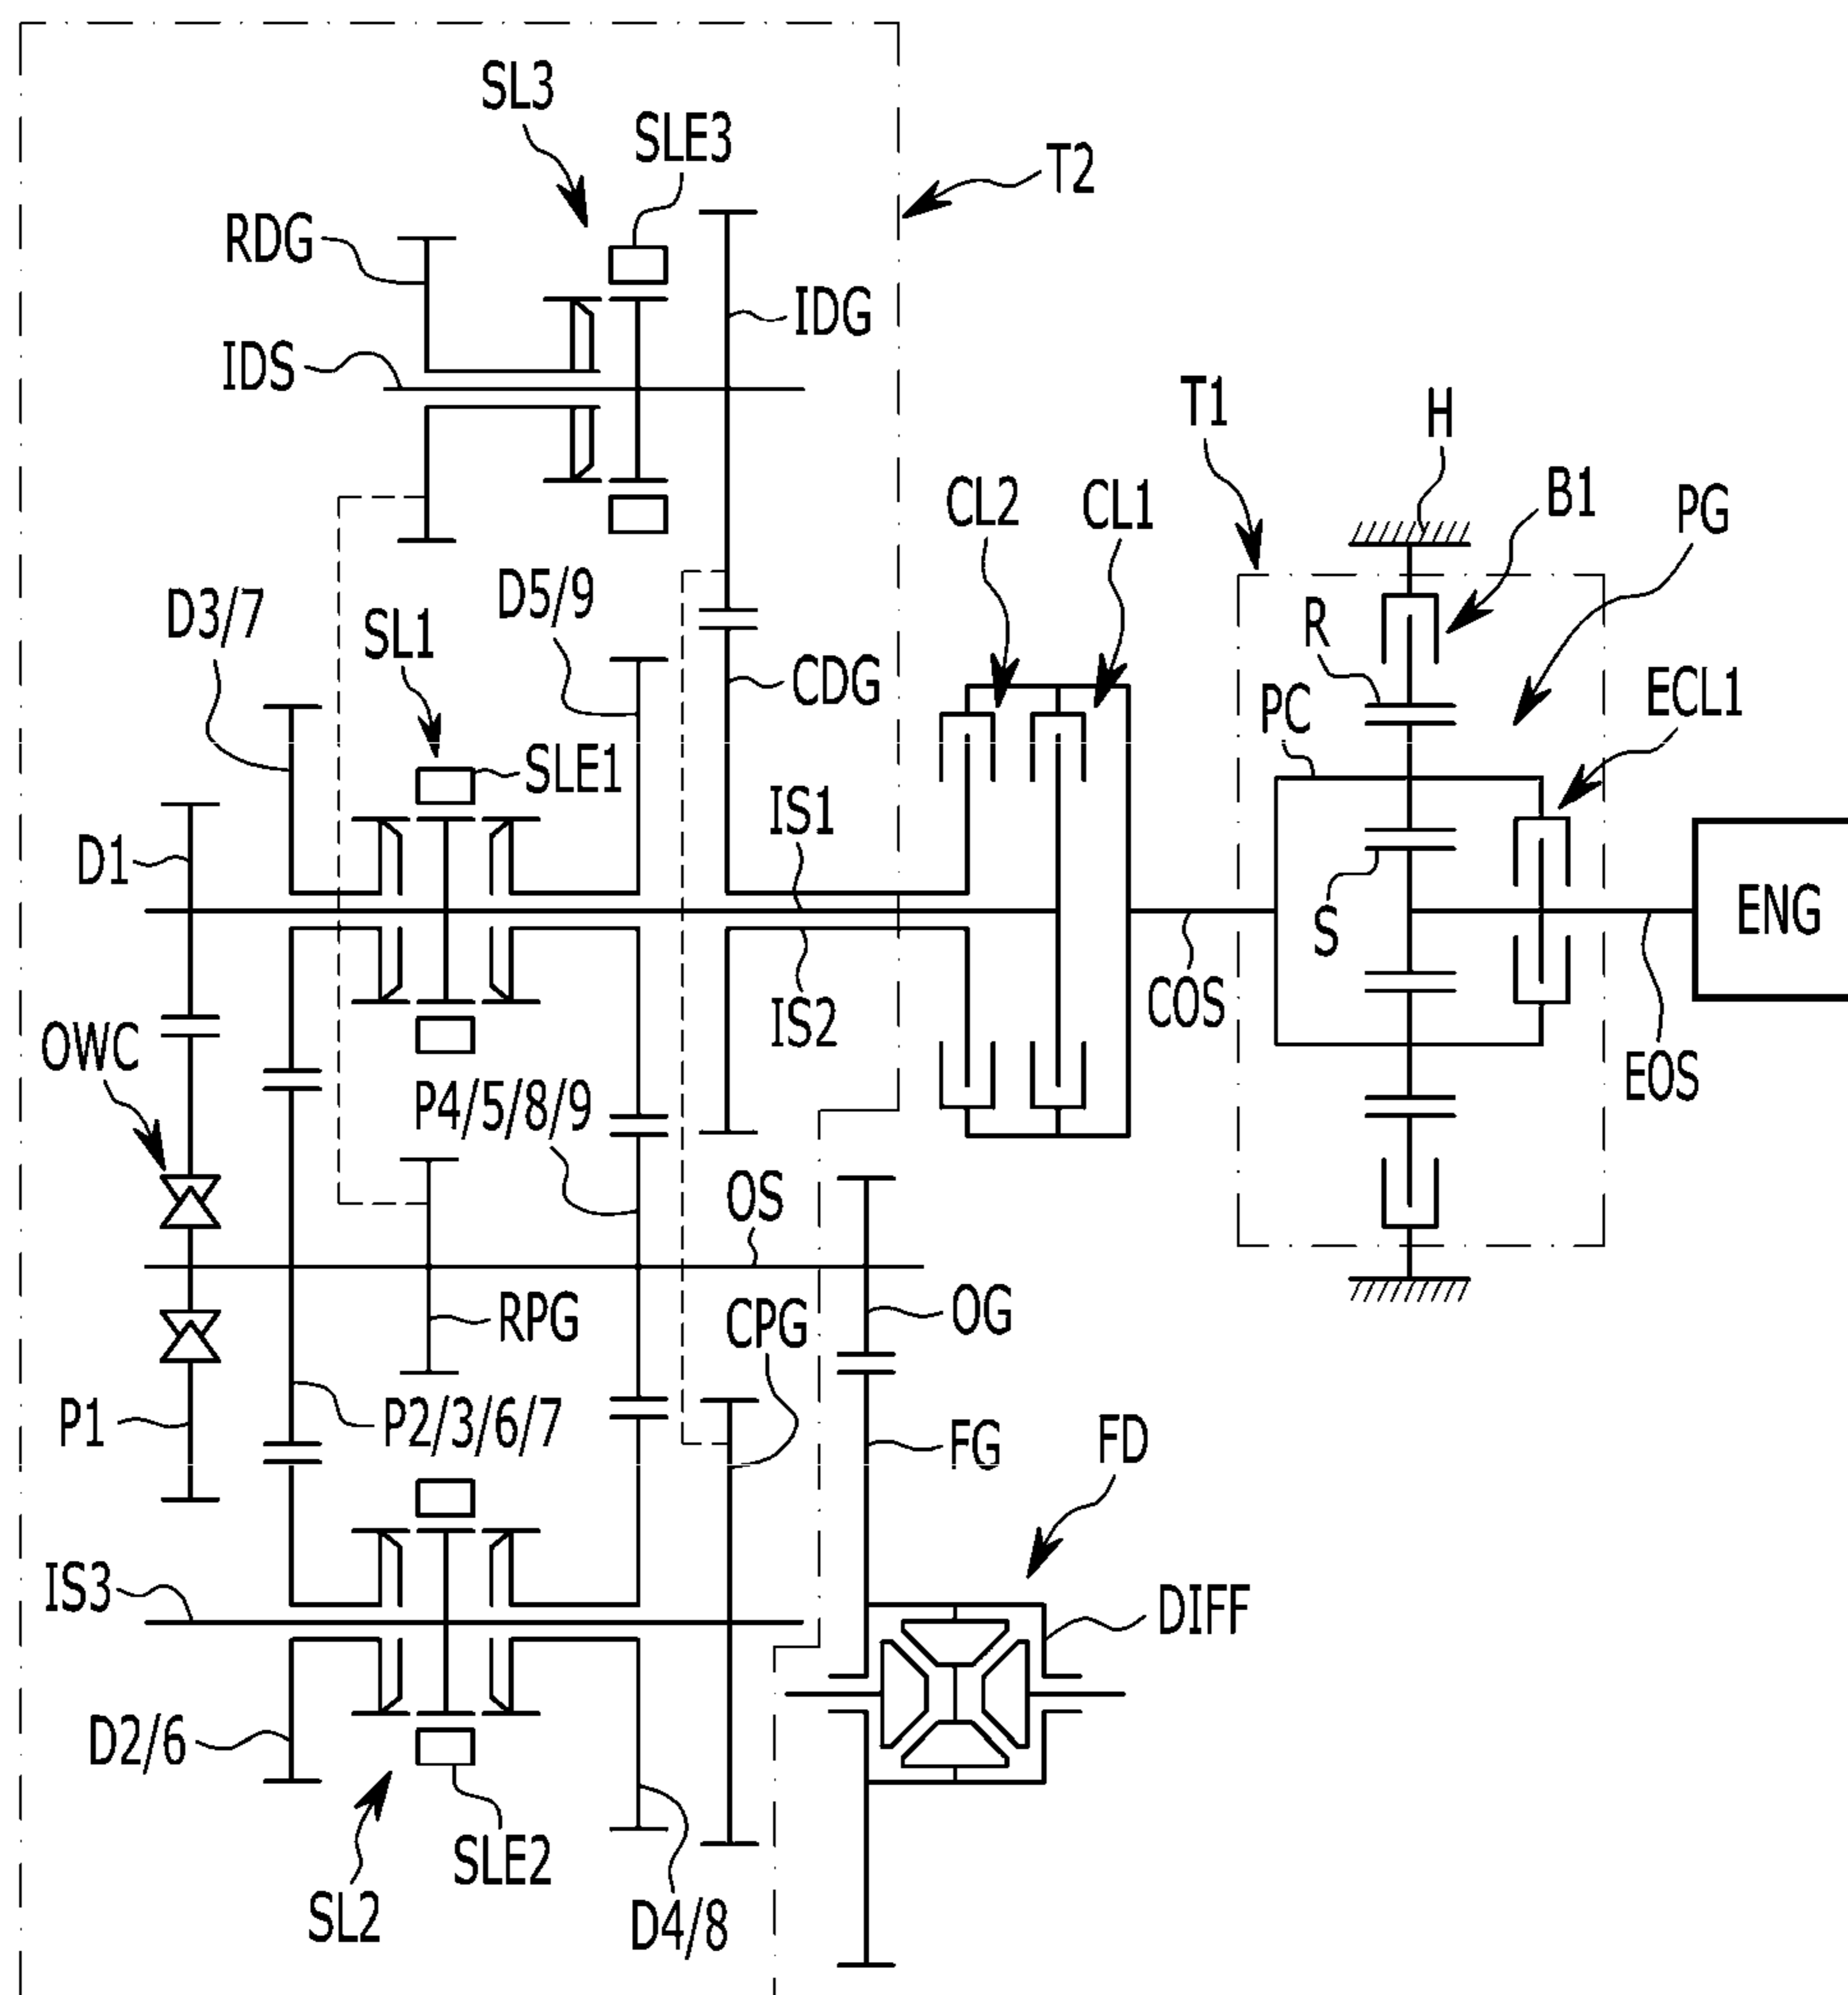 SL3
SLE3
T2
RDG
IDG
IDS
T1
H
B1
PG
CL2
CL1
D5/9
D3/7
SL1
R
CDG
PC
ECL1
SLE1
IS1
D1
S
ENG
IS2
COS
OWC
EOS
P4/5/8/9
OS
RPG
CPG
OG
P1
P2/3/6/7
FG
FD
IS3
DIFF
D2/6
SLE2
SL2
D4/8